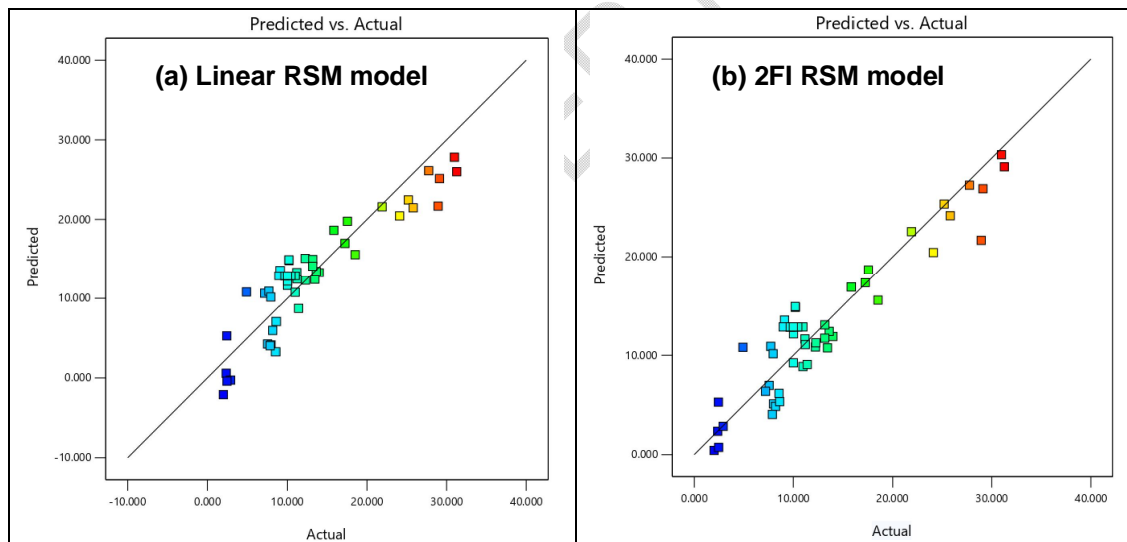 Predicted vs. Actual
(a) Linear RSM model
40.000
30.000
20.000
10.000
0.000
-10.000
Predicted
-10.000 0.000 10.000 20.000 30.000 40.000
Actual
Predicted vs. Actual
(b) 2FI RSM model
40.000
30.000
20.000
10.000
0.000
Predicted
0.000 10.000 20.000 30.000 40.000
Actual